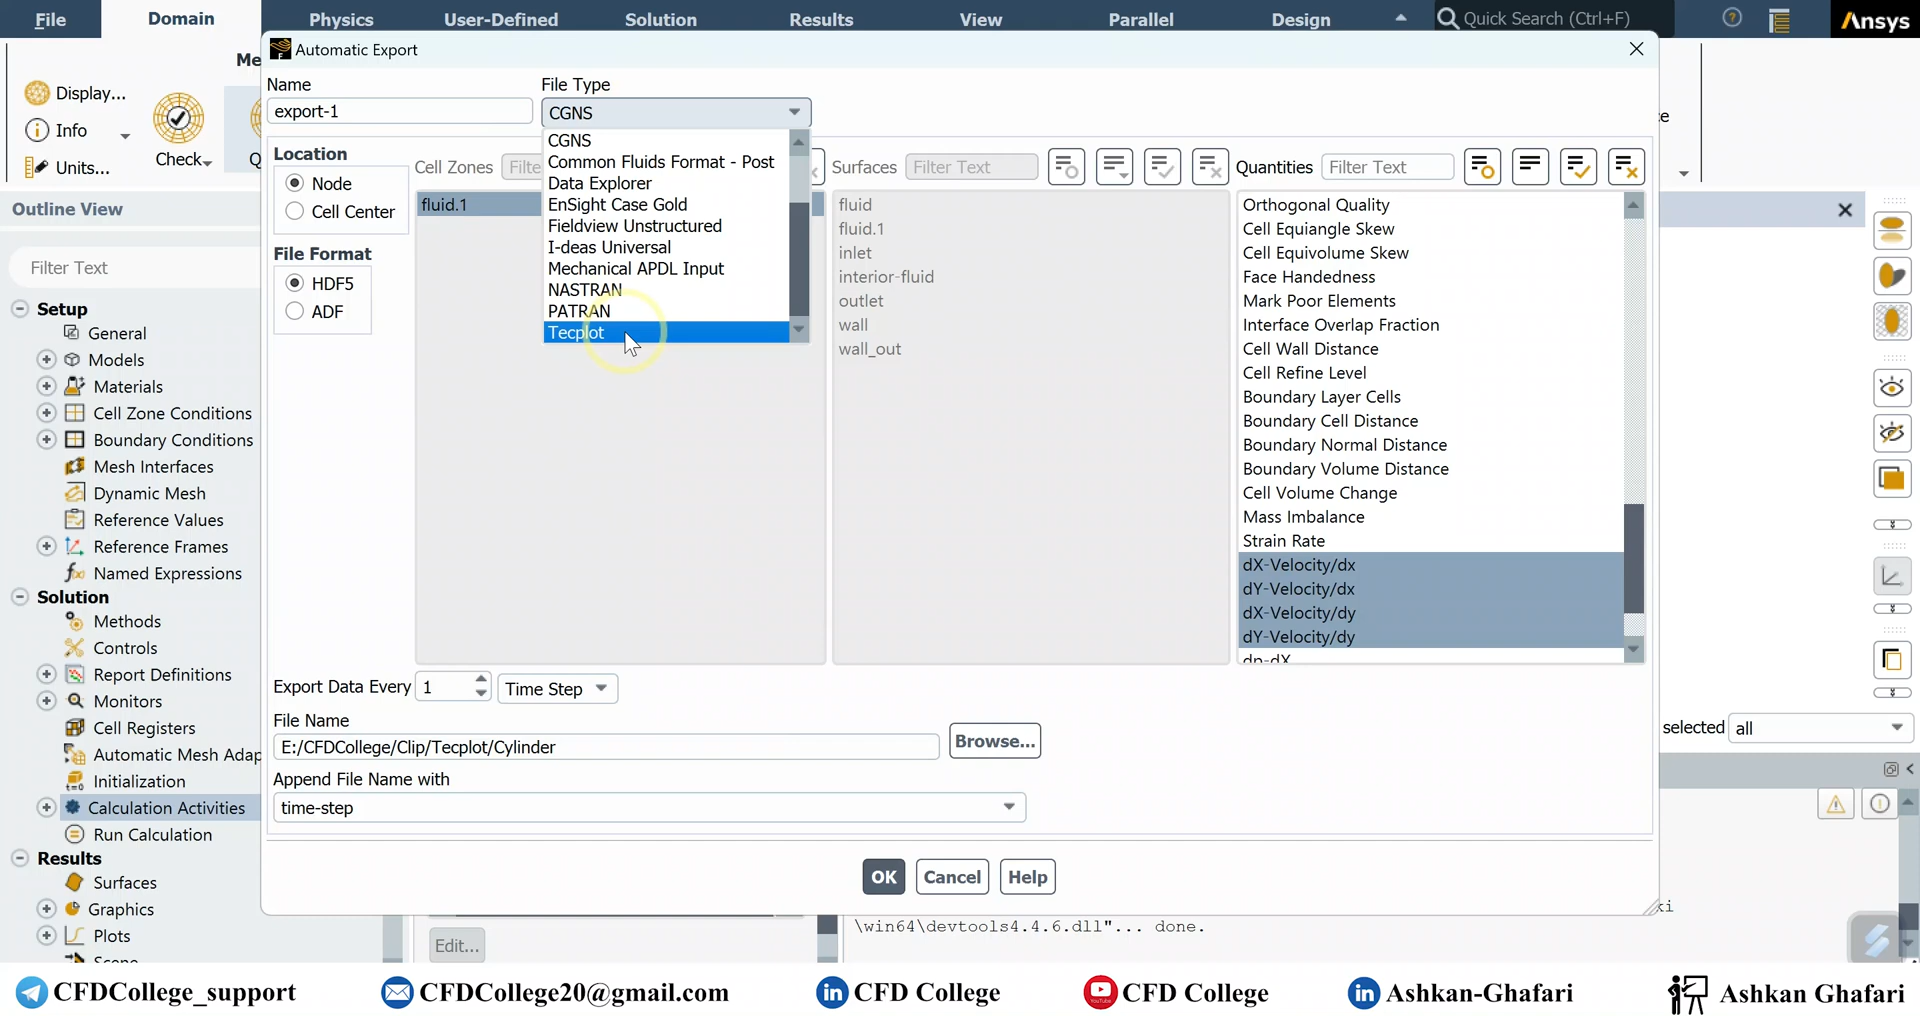 File
Domain
Physics
User-Defined
Solution
Results
View
Parallel
Design
Quick Search (Ctrl+F)
Ansys
Automatic Export
Me
Display...
Info
Units...
Check
Q
Name
File Type
export-1
CGNS
CGNS
Common Fluids Format - Post
Data Explorer
EnSight Case Gold
Fieldview Unstructured
I-deas Universal
Mechanical APDL Input
NASTRAN
PATRAN
Tecplot
Location
Node
Cell Center
File Format
HDF5
ADF
Cell Zones
Filte
fluid.1
Surfaces
Filter Text
fluid
fluid.1
inlet
interior-fluid
outlet
wall
wall_out
Quantities
Filter Text
Orthogonal Quality
Cell Equiangle Skew
Cell Equivolume Skew
Face Handedness
Mark Poor Elements
Interface Overlap Fraction
Cell Wall Distance
Cell Refine Level
Boundary Layer Cells
Boundary Cell Distance
Boundary Normal Distance
Boundary Volume Distance
Cell Volume Change
Mass Imbalance
Strain Rate
dX-Velocity/dx
dY-Velocity/dx
dX-Velocity/dy
dY-Velocity/dy
dp-dX
Export Data Every 1 Time Step
File Name
E:/CFDCollege/Clip/Tecplot/Cylinder
Browse...
Append File Name with
time-step
OK
Cancel
Help
Outline View
Filter Text
Setup
General
Models
Materials
Cell Zone Conditions
Boundary Conditions
Mesh Interfaces
Dynamic Mesh
Reference Values
Reference Frames
Named Expressions
Solution
Methods
Controls
Report Definitions
Monitors
Cell Registers
Automatic Mesh Adap
Initialization
Calculation Activities
Run Calculation
Results
Surfaces
Graphics
Plots
Scene
Edit...
e
selected all
ki
\win64\devtools4.4.6.dll"... done.
CFDCollege_support
CFDCollege20@gmail.com
CFD College
CFD College
Ashkan-Ghafari
Ashkan Ghafari